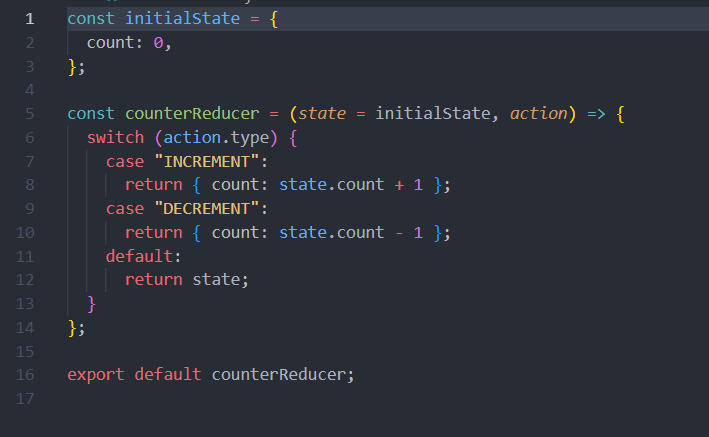 1 const initialState = {
2 count: 0,
3 };
4
5 const counterReducer = (state = initialState, action) => {
6 switch (action.type) {
7 case "INCREMENT":
8 return { count: state.count + 1 };
9 case "DECREMENT":
10 return { count: state.count - 1 };
11 default:
12 return state;
13 }
14 };
15
16 export default counterReducer;
17